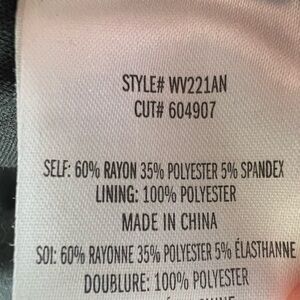 STYLE# WV221AN
CUT# 604907
SELF: 60% RAYON 35% POLYESTER 5% SPANDEX
LINING: 100% POLYESTER
MADE IN CHINA
SOI: 60% RAYONNE 35% POLYESTER 5% ÉLASTHANNE
DOUBLURE: 100% POLYESTER